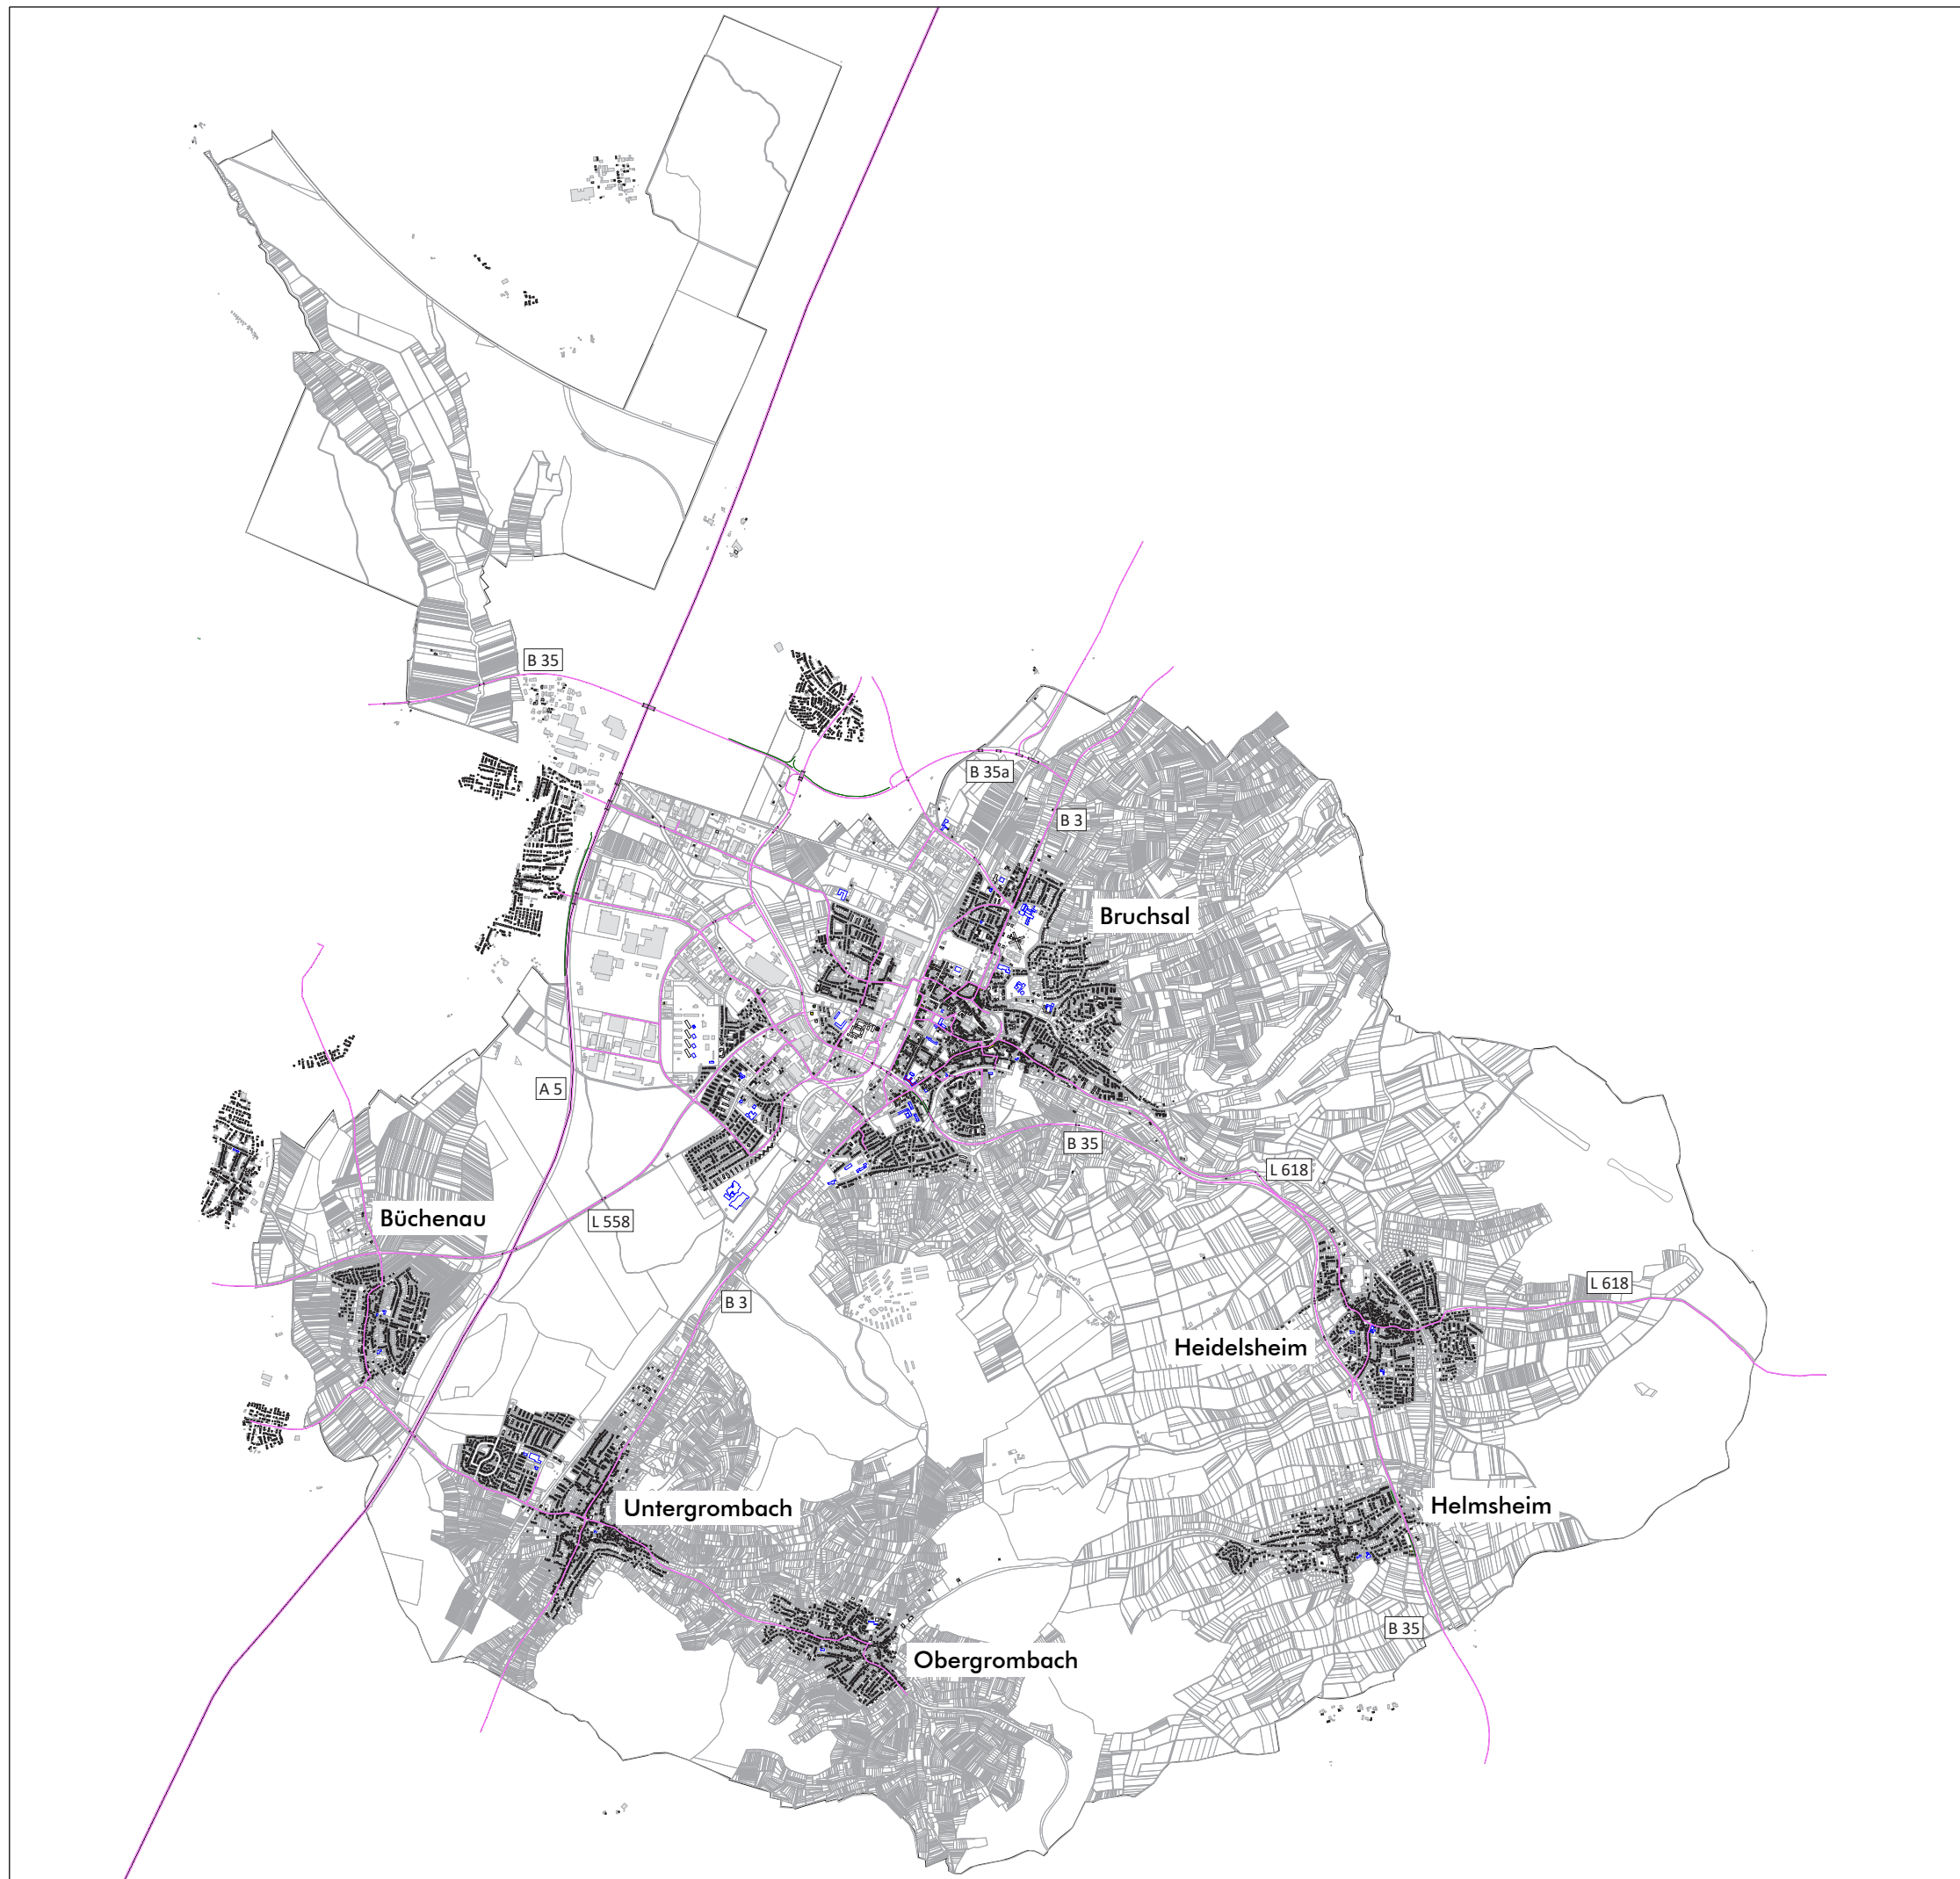 B 35
B 35a
B 3
Bruchsal
A 5
B 35
L 618
Büchenau
L 558
L 618
B 3
Heidelsheim
Untergrombach
Helmsheim
B 35
Obergrombach